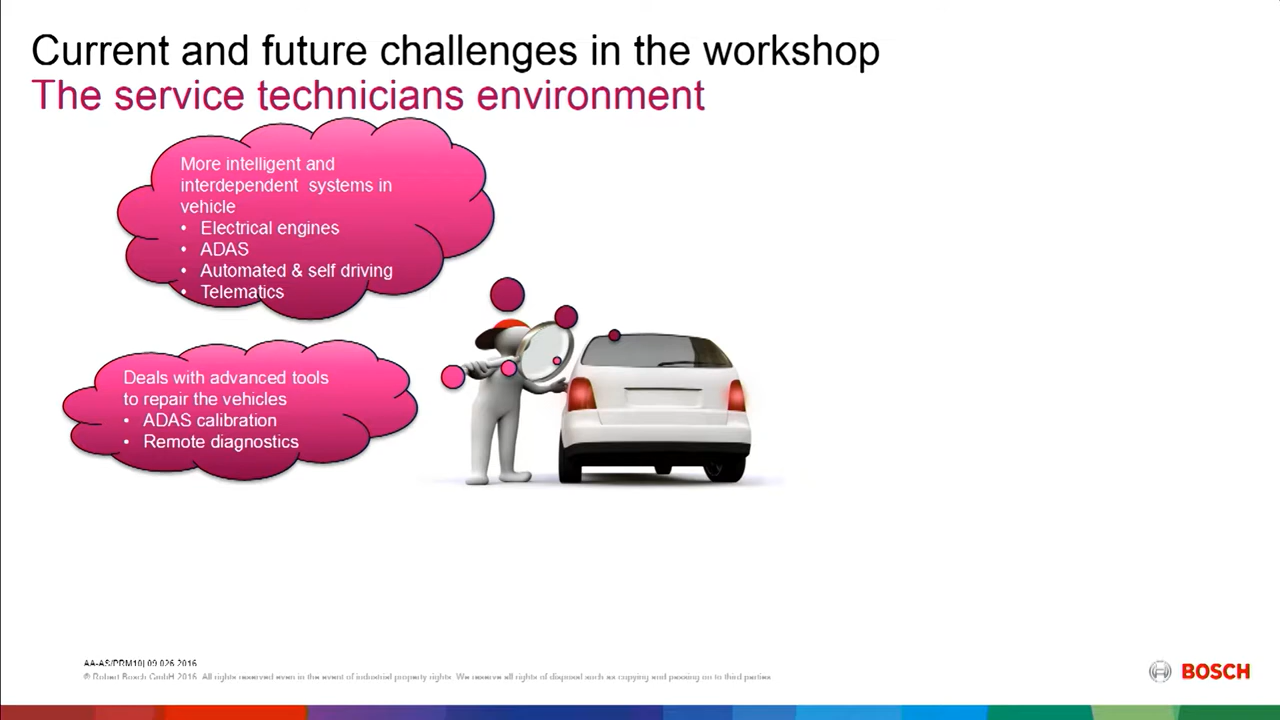 Current and future challenges in the workshop
The service technicians environment
More intelligent and
interdependent systems in
vehicle
• Electrical engines
• ADAS
• Automated & self driving
• Telematics
Deals with advanced tools
to repair the vehicles
• ADAS calibration
• Remote diagnostics
AA-AS/PRM10| 09.026.2016
© Robert Bosch GmbH 2016. All rights reserved even in the event of industrial property rights. We reserve all rights of disposal such as copying and passing on to third parties.
BOSCH